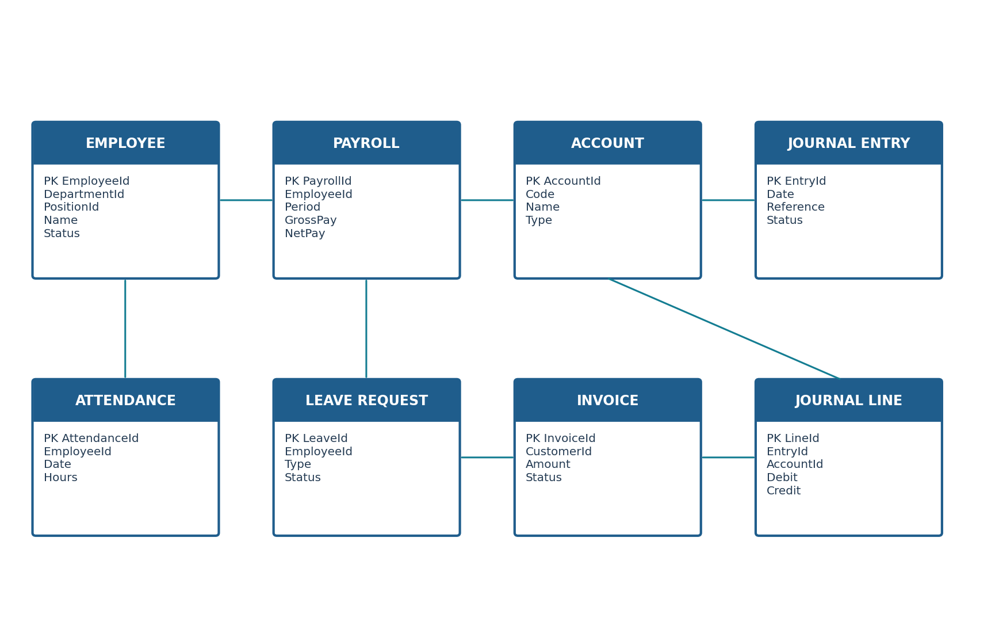 EMPLOYEE
PK EmployeeId
DepartmentId
PositionId
Name
Status
PAYROLL
PK PayrollId
EmployeeId
Period
GrossPay
NetPay
ACCOUNT
PK AccountId
Code
Name
Type
JOURNAL ENTRY
PK EntryId
Date
Reference
Status
ATTENDANCE
PK AttendanceId
EmployeeId
Date
Hours
LEAVE REQUEST
PK LeaveId
EmployeeId
Type
Status
INVOICE
PK InvoiceId
CustomerId
Amount
Status
JOURNAL LINE
PK LineId
EntryId
AccountId
Debit
Credit